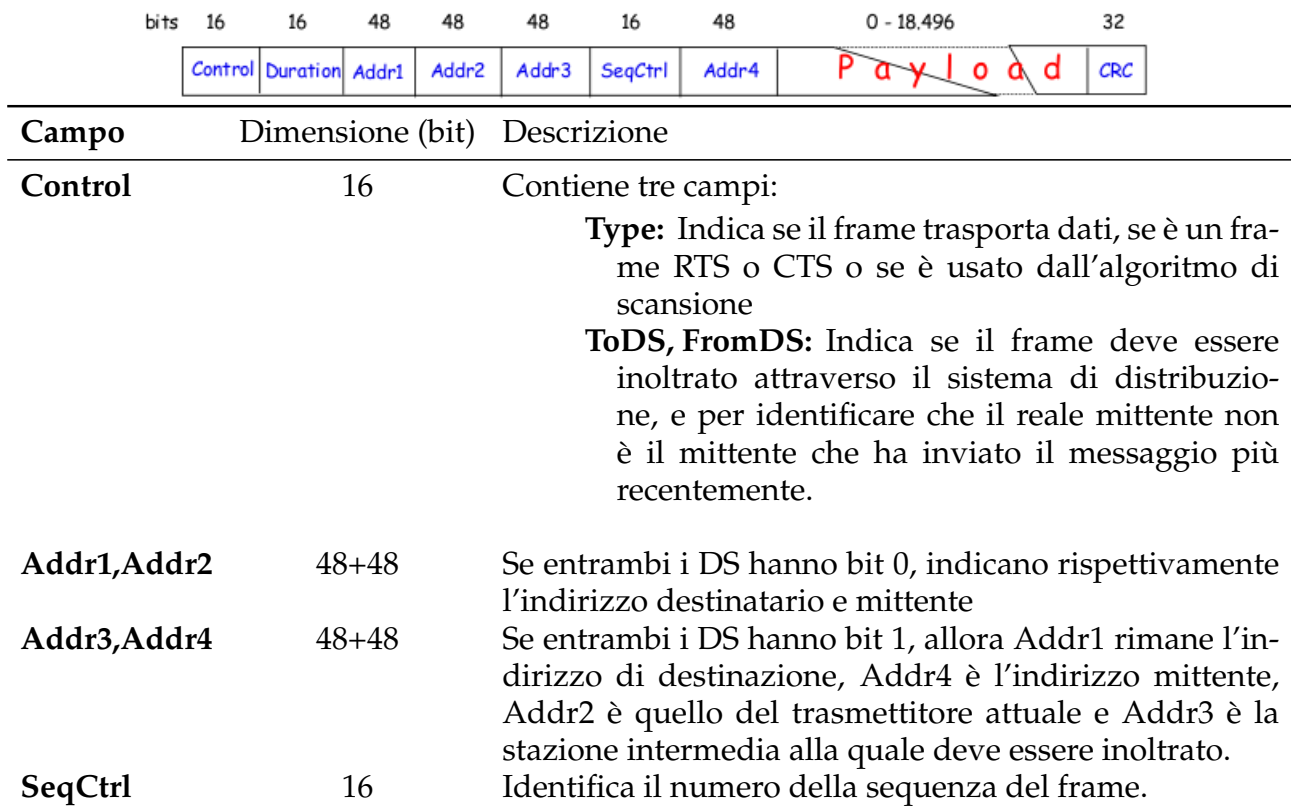 bits 16 16 48 48 48 16 48 0 - 18.496 32
Control Duration Addr1 Addr2 Addr3 SeqCtrl Addr4 Payload CRC
Campo Dimensione (bit) Descrizione
Control 16 Contiene tre campi:
Type: Indica se il frame trasporta dati, se è un fra-
me RTS o CTS o se è usato dall'algoritmo di
scansione
ToDS, FromDS: Indica se il frame deve essere
inoltrato attraverso il sistema di distribuzio-
ne, e per identificare che il reale mittente non
è il mittente che ha inviato il messaggio più
recentemente.
Addr1,Addr2 48+48 Se entrambi i DS hanno bit 0, indicano rispettivamente
l'indirizzo destinatario e mittente
Addr3,Addr4 48+48 Se entrambi i DS hanno bit 1, allora Addr1 rimane l'in-
dirizzo di destinazione, Addr4 è l'indirizzo mittente,
Addr2 è quello del trasmettitore attuale e Addr3 è la
stazione intermedia alla quale deve essere inoltrato.
SeqCtrl 16 Identifica il numero della sequenza del frame.